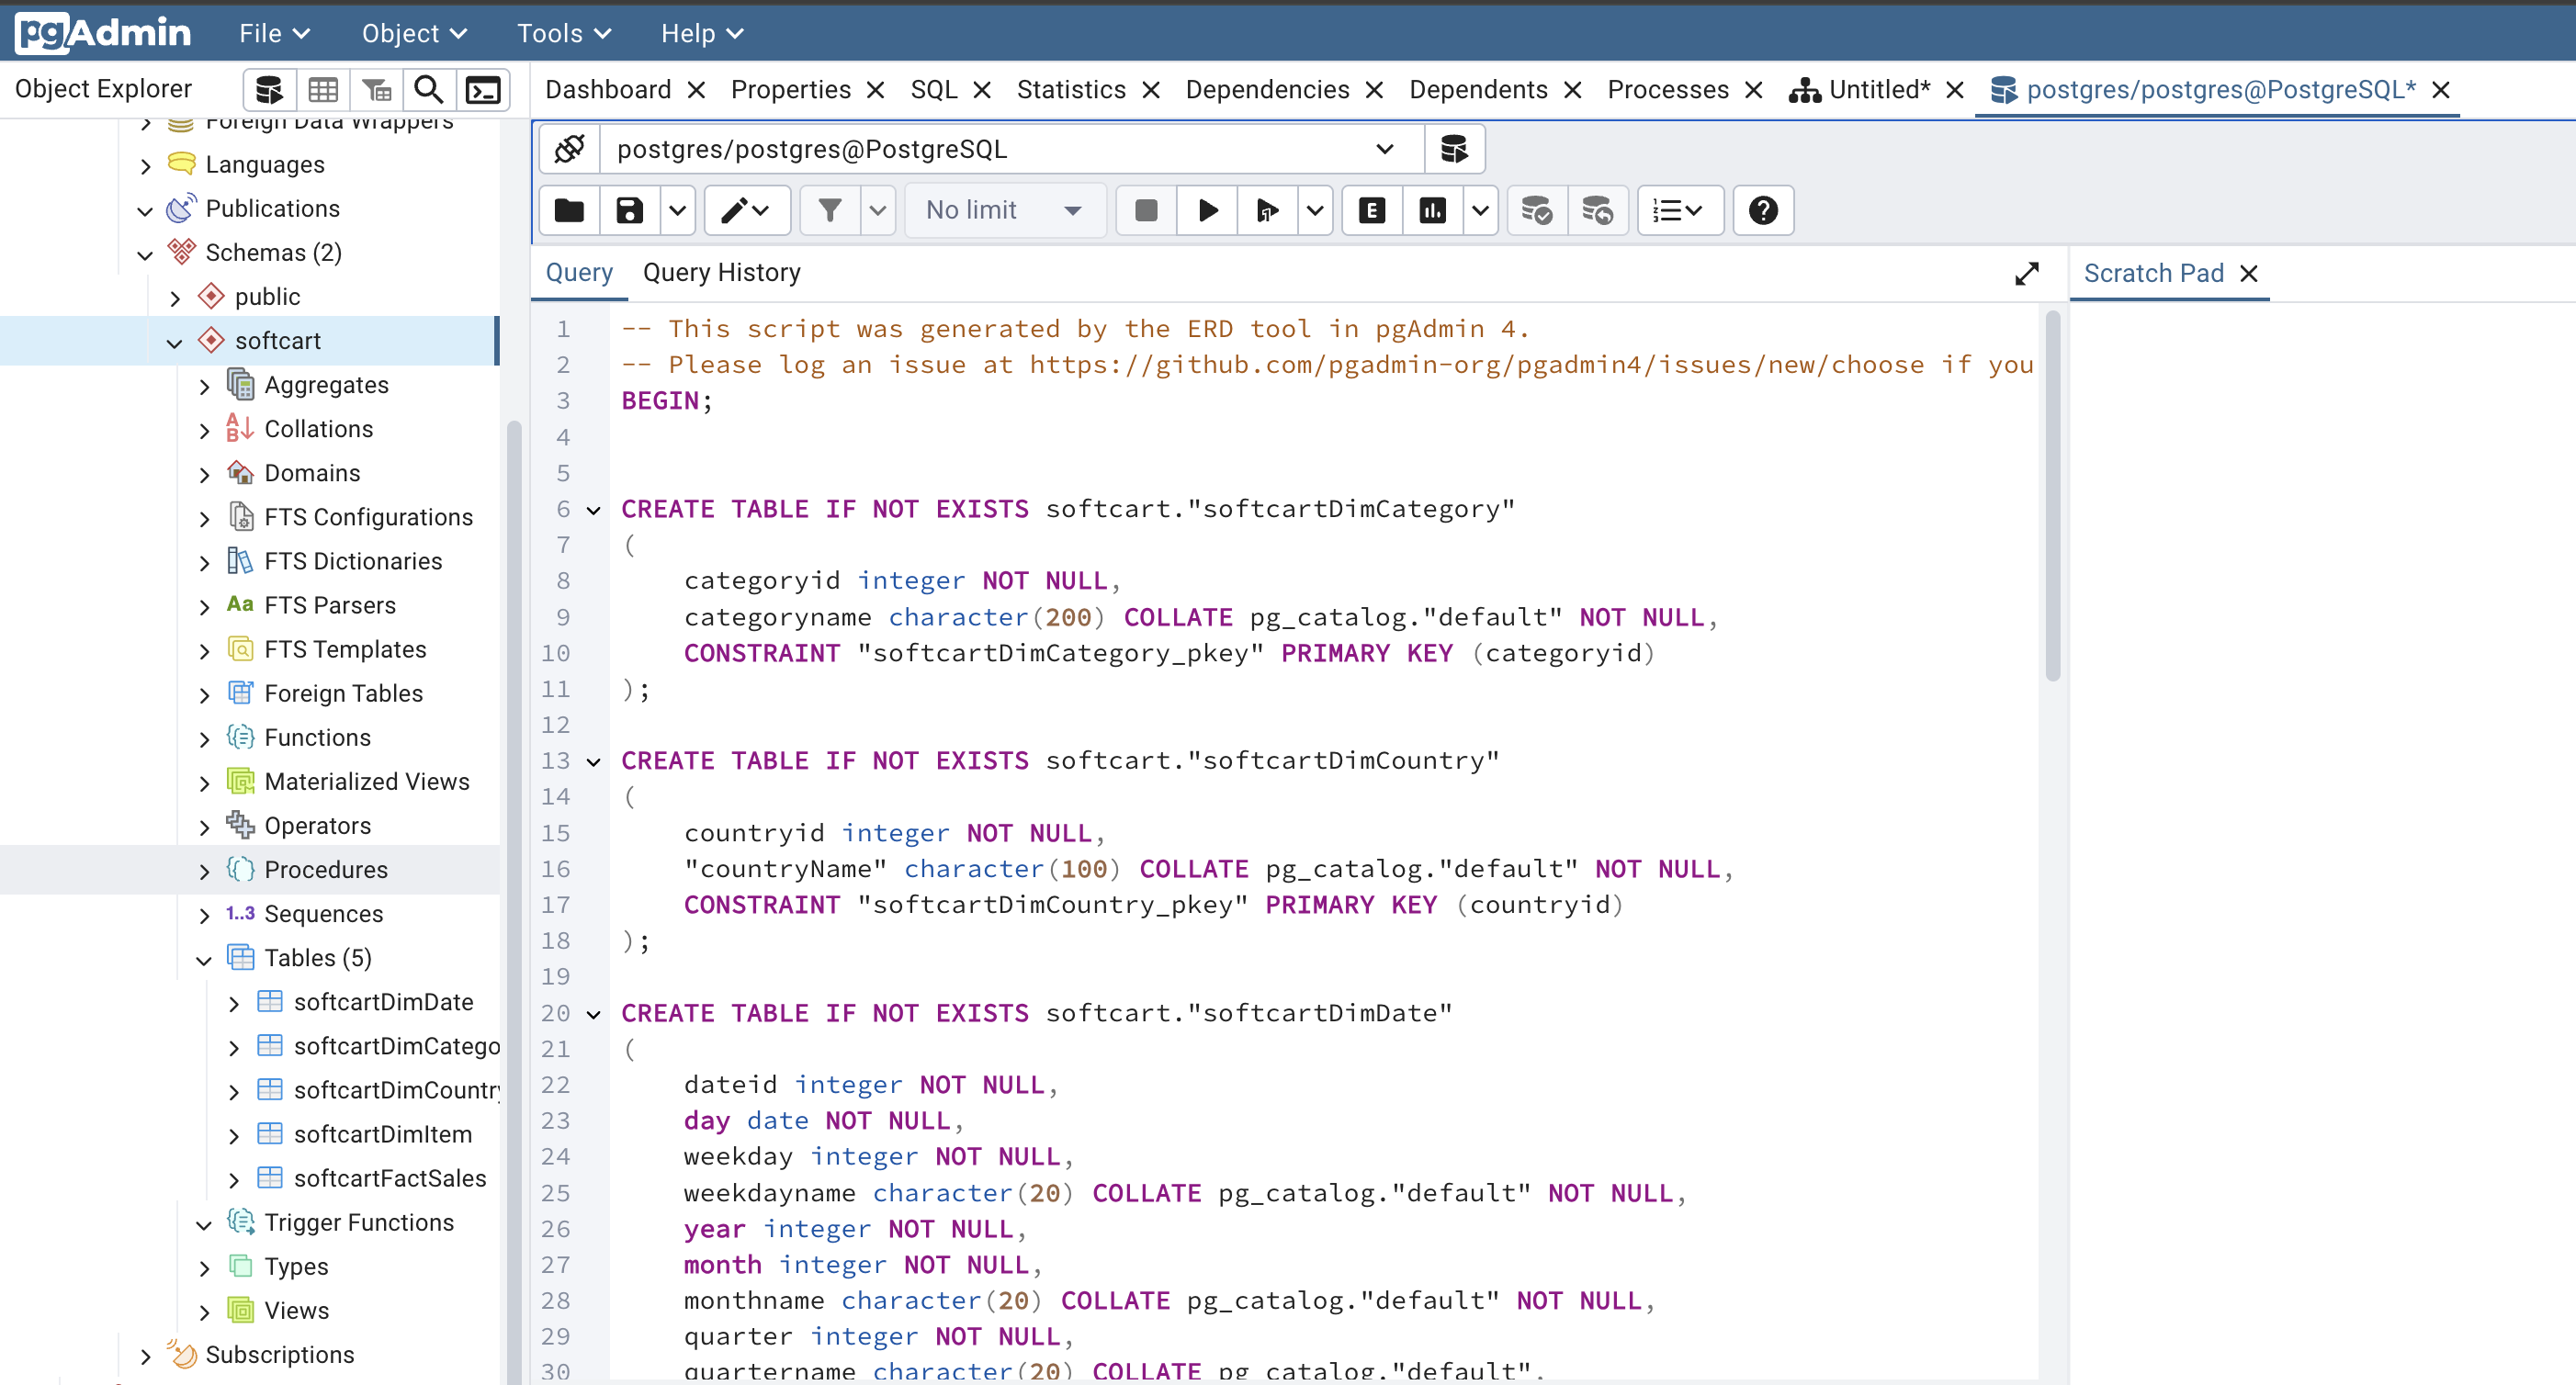 pgAdmin File Object Tools Help
Object Explorer
Dashboard Properties SQL Statistics Dependencies Dependents Processes Untitled* postgres/postgres@PostgreSQL*
Foreign Data Wrappers
Languages
Publications
Schemas (2)
public
softcart
Aggregates
Collations
Domains
FTS Configurations
FTS Dictionaries
Aa FTS Parsers
FTS Templates
Foreign Tables
Functions
Materialized Views
Operators
Procedures
1..3 Sequences
Tables (5)
softcartDimDate
softcartDimCatego
softcartDimCountry
softcartDimItem
softcartFactSales
Trigger Functions
Types
Views
Subscriptions
postgres/postgres@PostgreSQL
No limit E
Query Query History
Scratch Pad
1 -- This script was generated by the ERD tool in pgAdmin 4.
2 -- Please log an issue at https://github.com/pgadmin-org/pgadmin4/issues/new/choose if you
3 BEGIN;
4
5
6 CREATE TABLE IF NOT EXISTS softcart."softcartDimCategory"
7 (
8 categoryid integer NOT NULL,
9 categoryname character(200) COLLATE pg_catalog."default" NOT NULL,
10 CONSTRAINT "softcartDimCategory_pkey" PRIMARY KEY (categoryid)
11 );
12
13 CREATE TABLE IF NOT EXISTS softcart."softcartDimCountry"
14 (
15 countryid integer NOT NULL,
16 "countryName" character(100) COLLATE pg_catalog."default" NOT NULL,
17 CONSTRAINT "softcartDimCountry_pkey" PRIMARY KEY (countryid)
18 );
19
20 CREATE TABLE IF NOT EXISTS softcart."softcartDimDate"
21 (
22 dateid integer NOT NULL,
23 day date NOT NULL,
24 weekday integer NOT NULL,
25 weekdayname character(20) COLLATE pg_catalog."default" NOT NULL,
26 year integer NOT NULL,
27 month integer NOT NULL,
28 monthname character(20) COLLATE pg_catalog."default" NOT NULL,
29 quarter integer NOT NULL,
30 quartername character(20) COLLATE pg_catalog."default",